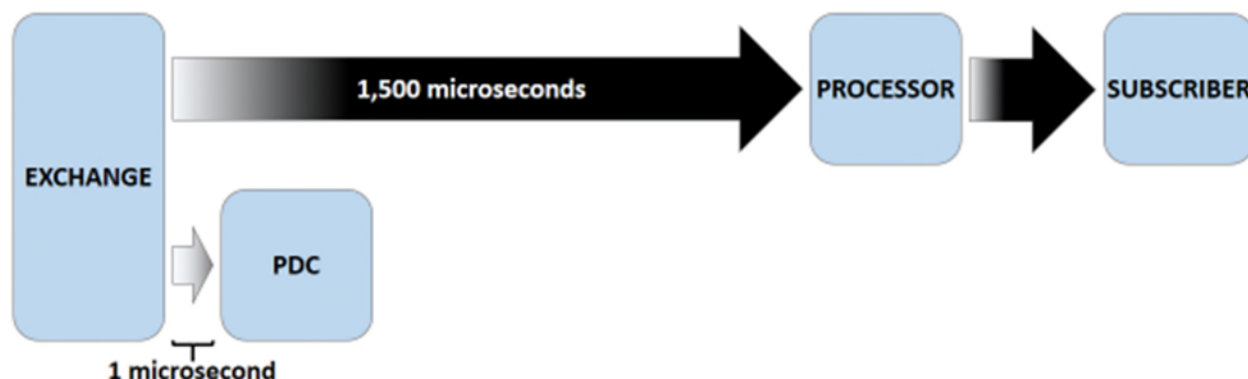 1,500 microseconds
PROCESSOR
SUBSCRIBER
EXCHANGE
PDC
1 microsecond